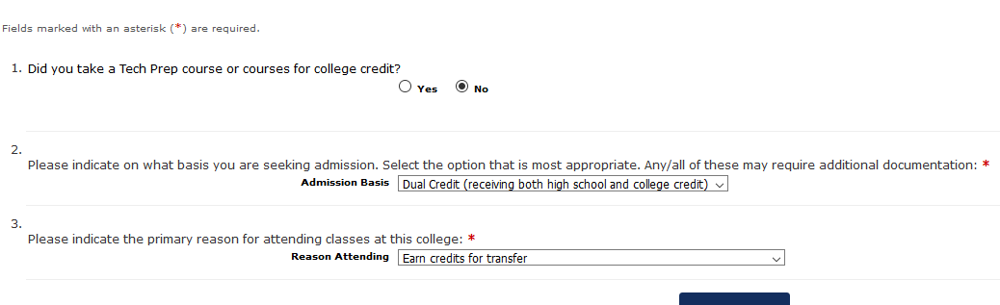 Fields marked with an asterisk (*) are required.
1. Did you take a Tech Prep course or courses for college credit?
Yes No
2.
Please indicate on what basis you are seeking admission. Select the option that is most appropriate. Any/all of these may require additional documentation: *
Admission Basis Dual Credit (receiving both high school and college credit)
3.
Please indicate the primary reason for attending classes at this college: *
Reason Attending Earn credits for transfer